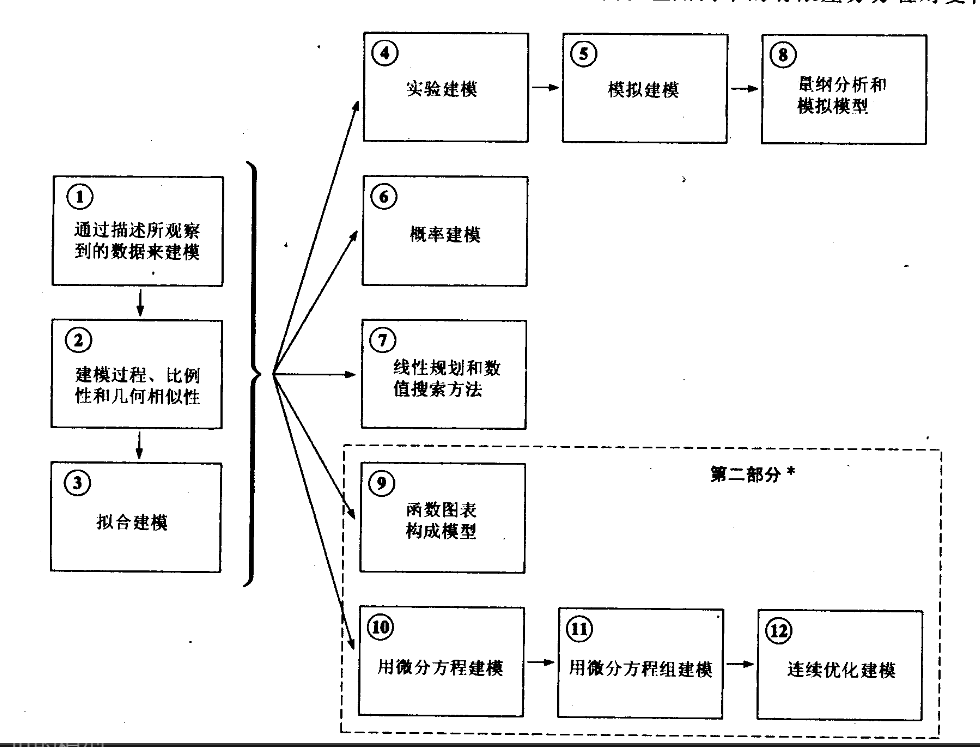 ①
通过描述所观察
到的数据来建模
②
建模过程、比例
性和几何相似性
③
拟合建模
④
实验建模
⑤
模拟建模
⑧
量纲分析和
模拟模型
⑥
概率建模
⑦
线性规划和数
值搜索方法
第二部分*
⑨
函数图表
构成模型
⑩
用微分方程建模
⑪
用微分方程组建模
⑫
连续优化建模